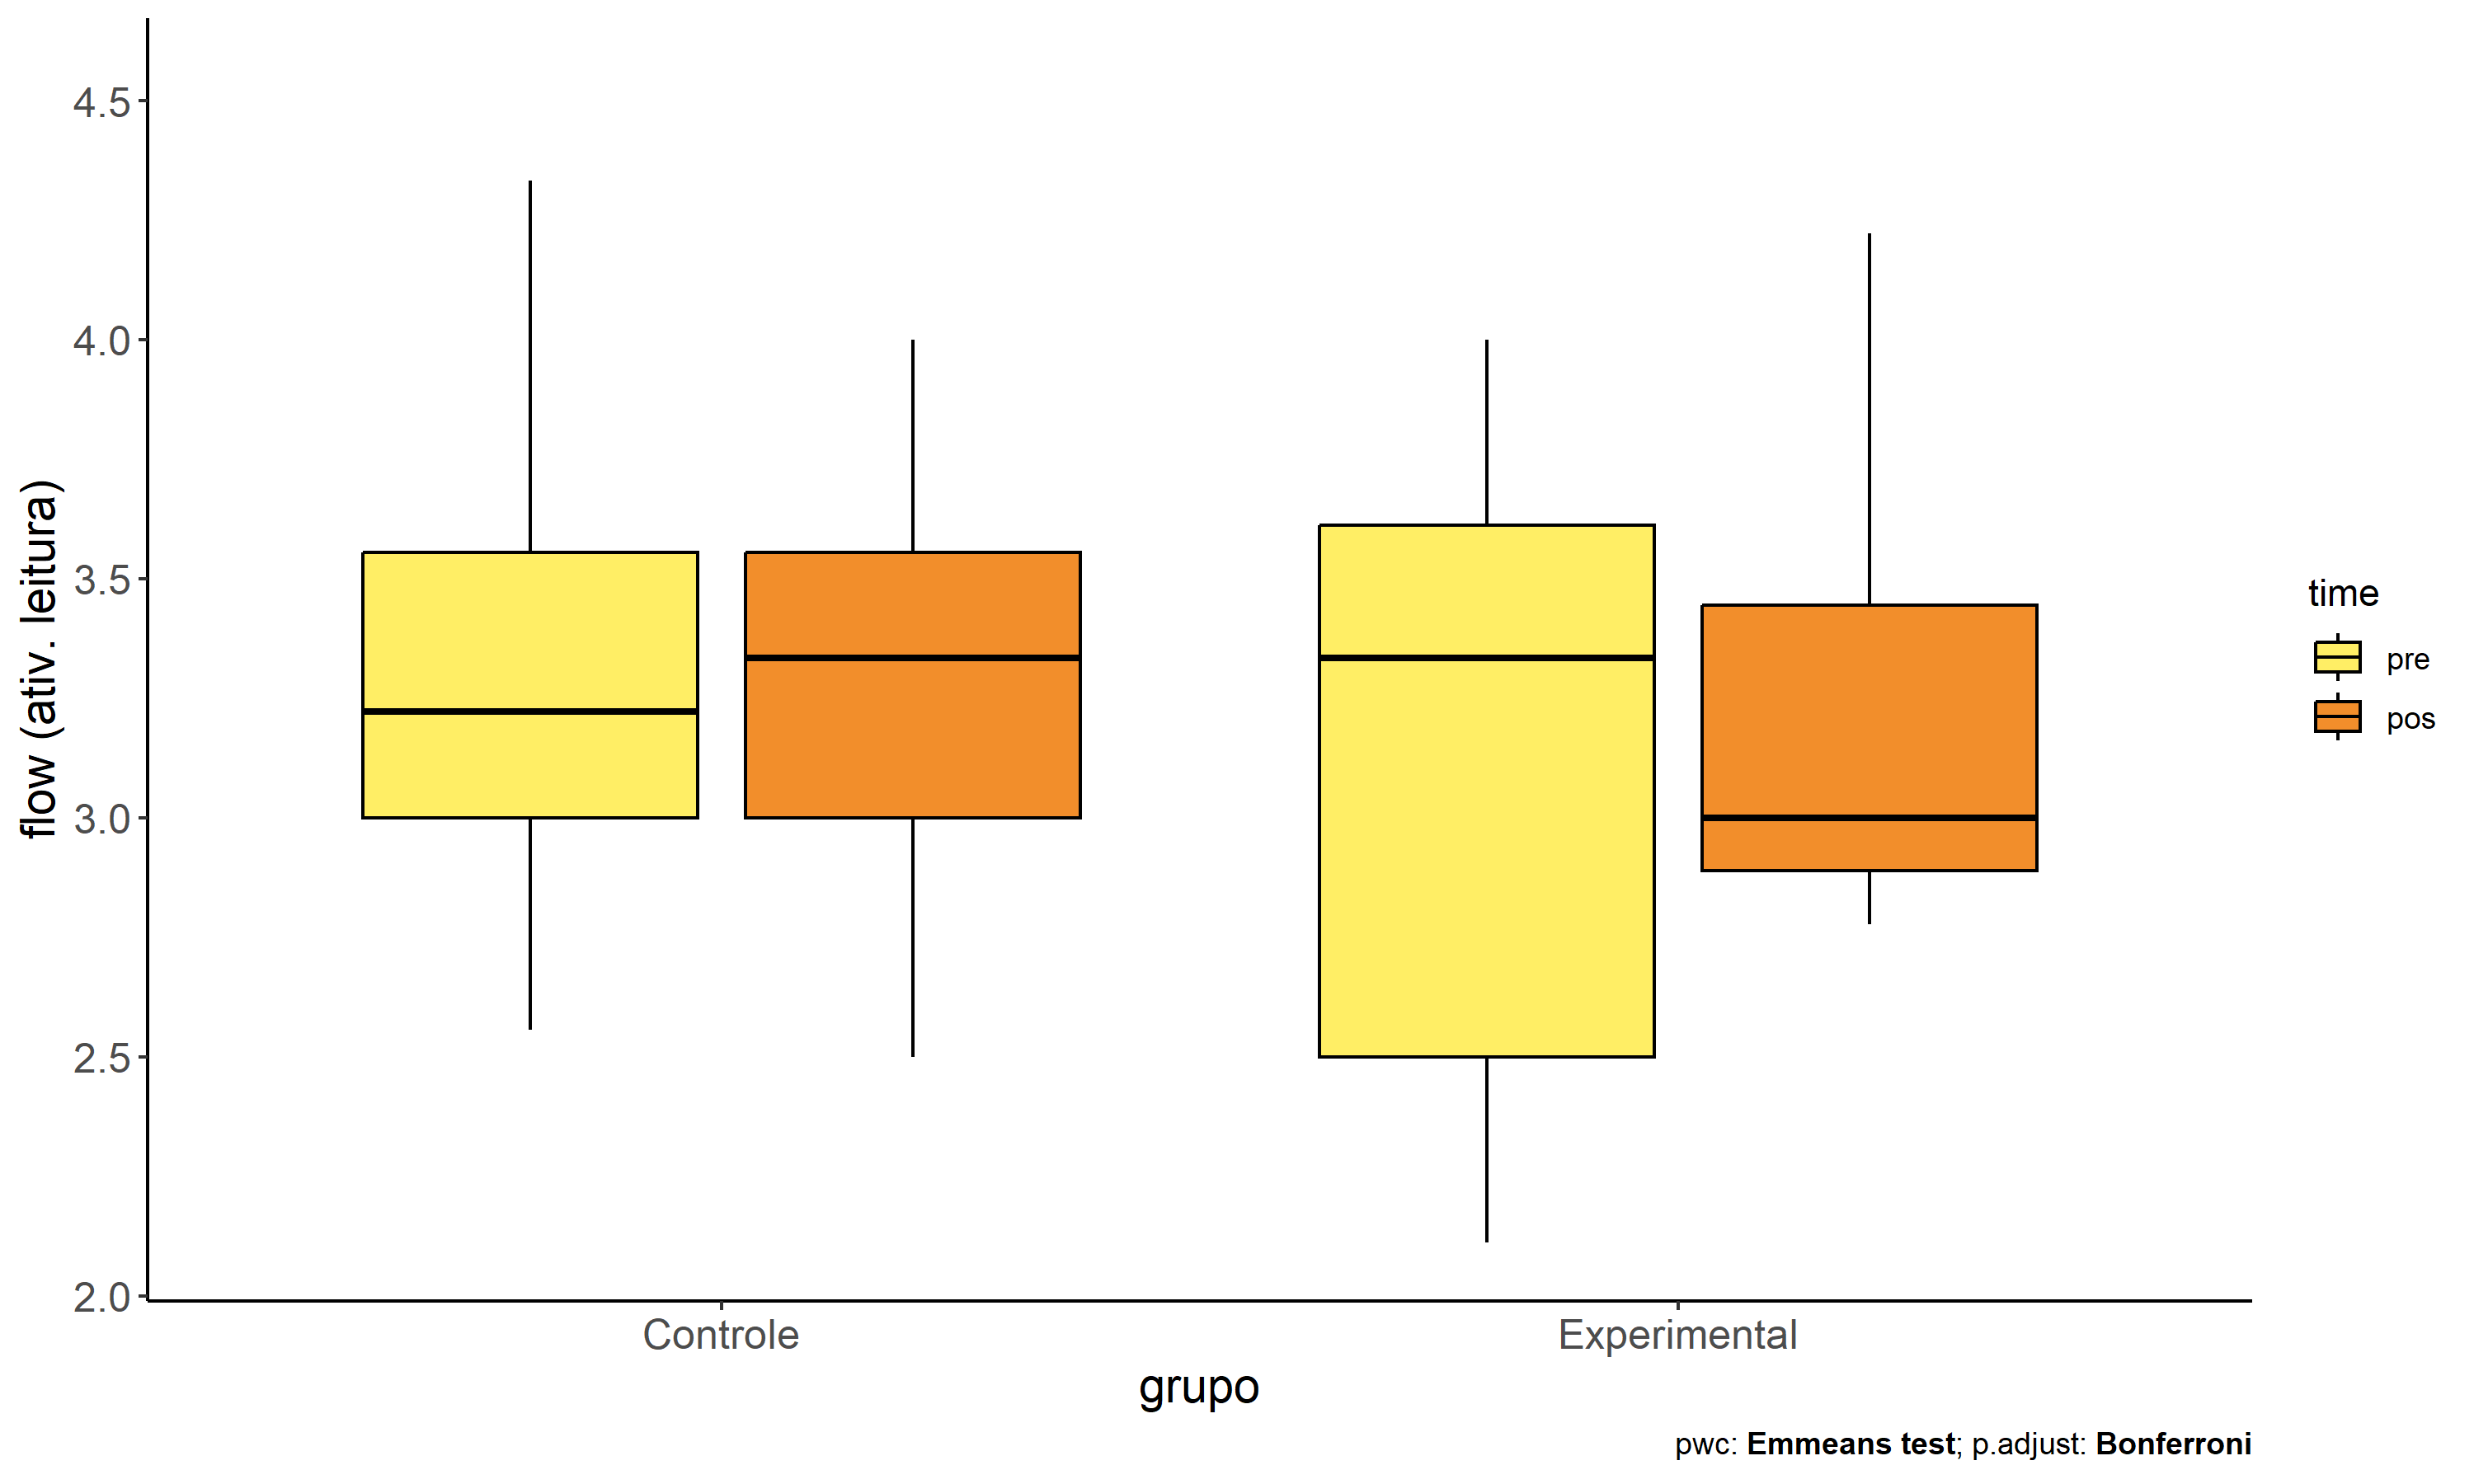 flow (ativ. leitura)
4.5
4.0
3.5
3.0
2.5
2.0
Controle
Experimental
grupo
time
pre
pos
pwc: Emmeans test; p.adjust: Bonferroni